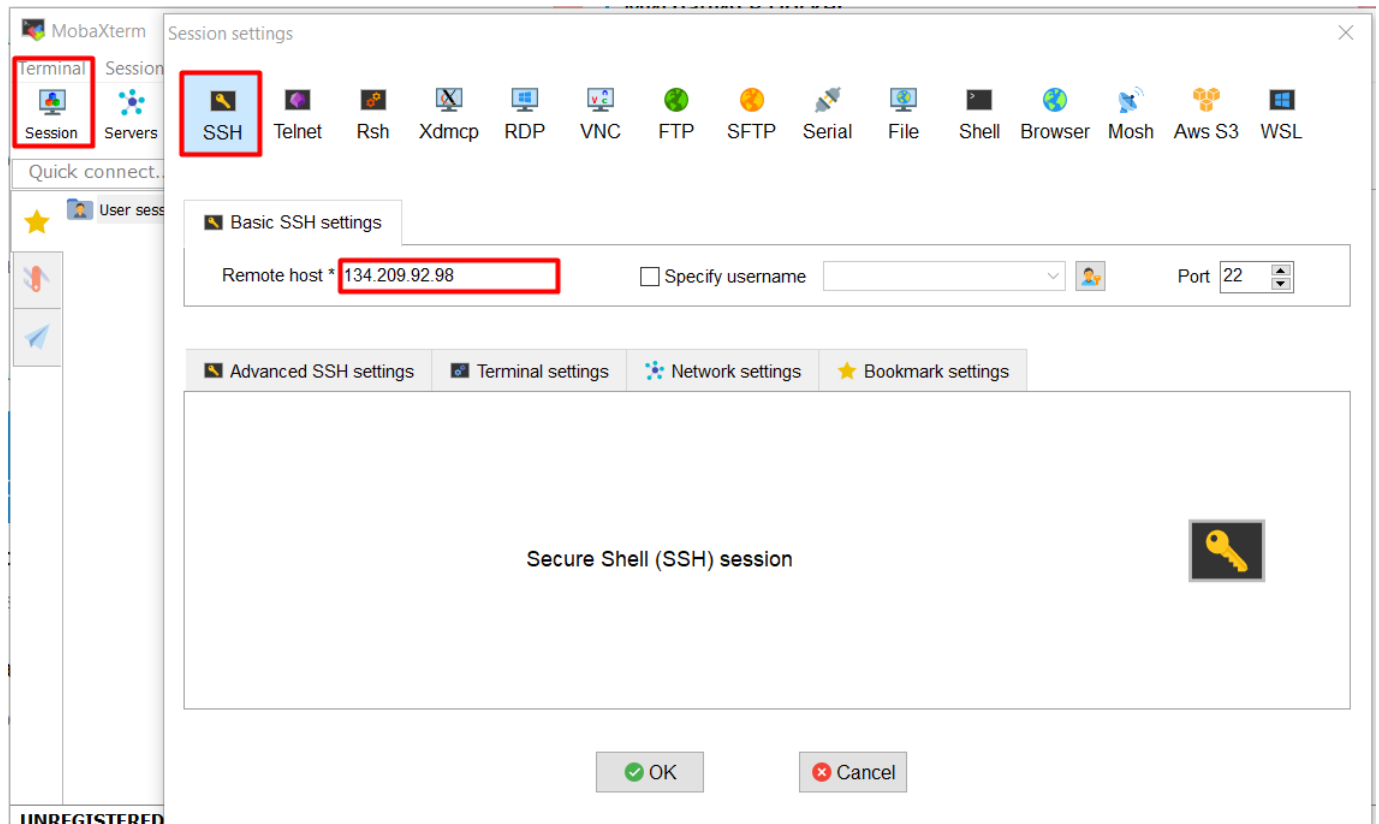 MobaXterm
Session settings
Terminal Session
Session Servers
SSH Telnet Rsh Xdmcp RDP VNC FTP SFTP Serial File Shell Browser Mosh Aws S3 WSL
Quick connect..
User sess
Basic SSH settings
Remote host * 134.209.92.98 Specify username Port 22
Advanced SSH settings Terminal settings Network settings Bookmark settings
Secure Shell (SSH) session
OK Cancel
UNREGISTERED